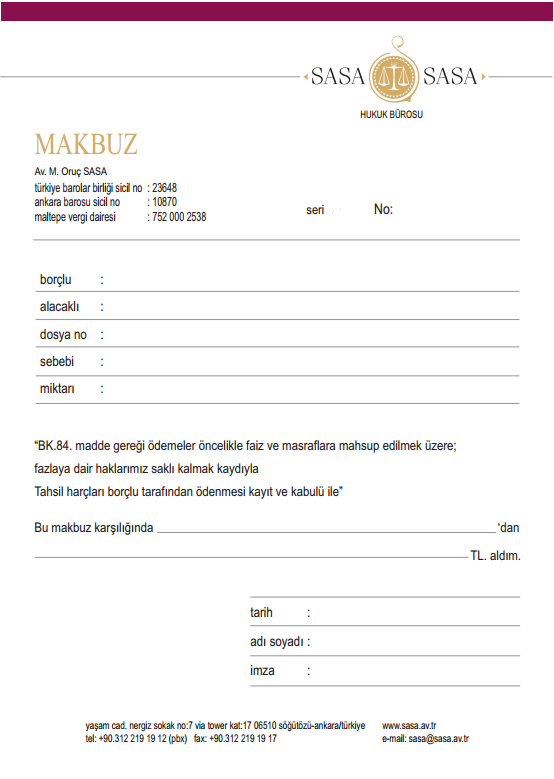 SASA SASA
HUKUK BÜROSU
MAKBUZ
Av. M. Oruç SASA
türkiye barolar birliği sicil no : 23648
ankara barosu sicil no : 10870
maltepe vergi dairesi : 752 000 2538
seri No:
borçlu :
alacaklı :
dosya no :
sebebi :
miktarı :
“BK.84. madde gereği ödemeler öncelikle faiz ve masraflara mahsup edilmek üzere;
fazlaya dair haklarımız saklı kalmak kaydıyla
Tahsil harçları borçlu tarafından ödenmesi kayıt ve kabulü ile”
Bu makbuz karşılığında ‘dan
TL. aldım.
tarih :
adı soyadı :
imza :
yaşam cad. nergiz sokak no:7 via tower kat:17 06510 söğütözü-ankara/türkiye www.sasa.av.tr
tel: +90.312 219 19 12 (pbx) fax: +90.312 219 19 17 e-mail: sasa@sasa.av.tr